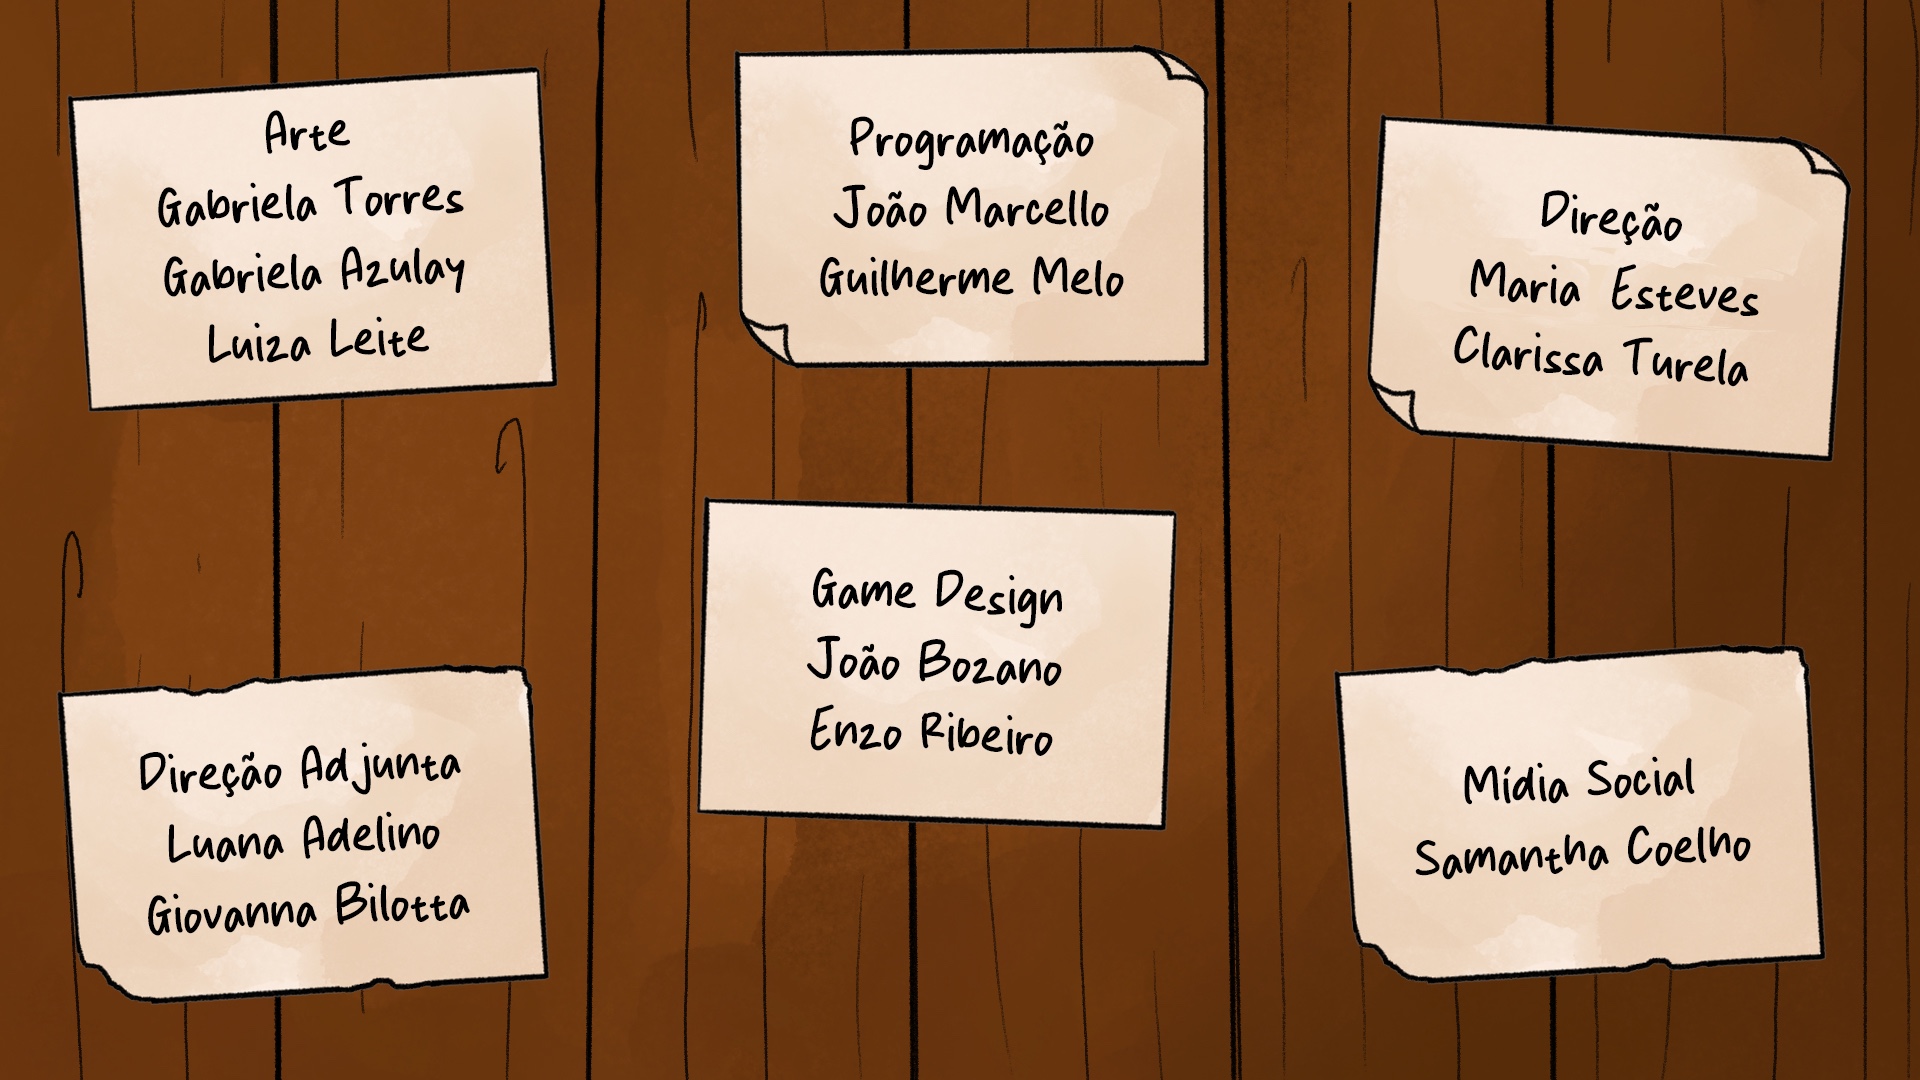 Arte
Gabriela Torres
Gabriela Azulay
Luiza Leite
Programação
João Marcello
Guilherme Melo
Direção
Maria Esteves
Clarissa Turela
Direção Adjunta
Luana Adelino
Giovanna Bilotta
Game Design
João Bozano
Enzo Ribeiro
Mídia Social
Samantha Coelho